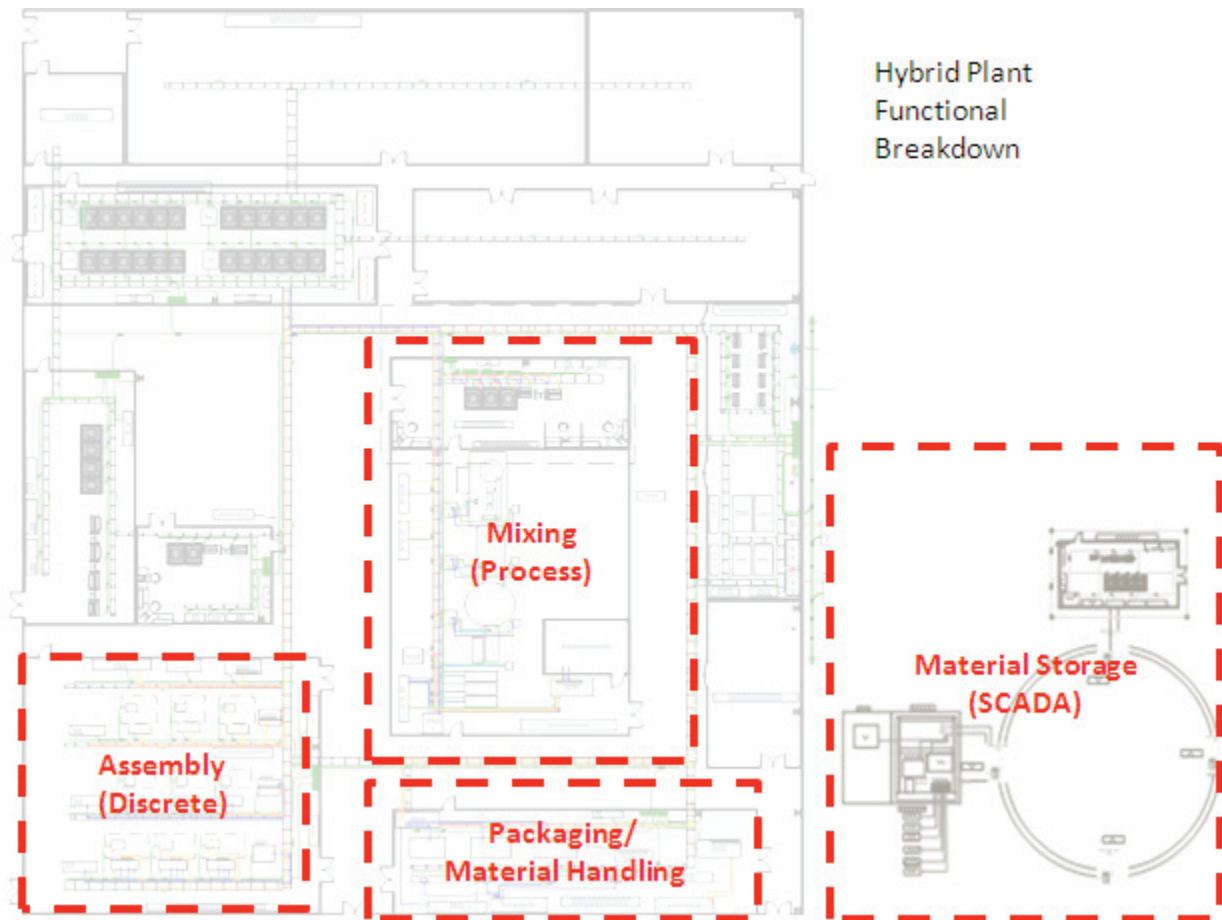 Hybrid Plant
Functional
Breakdown
Mixing
(Process)
Material Storage
(SCADA)
Assembly
(Discrete)
Packaging/
Material Handling